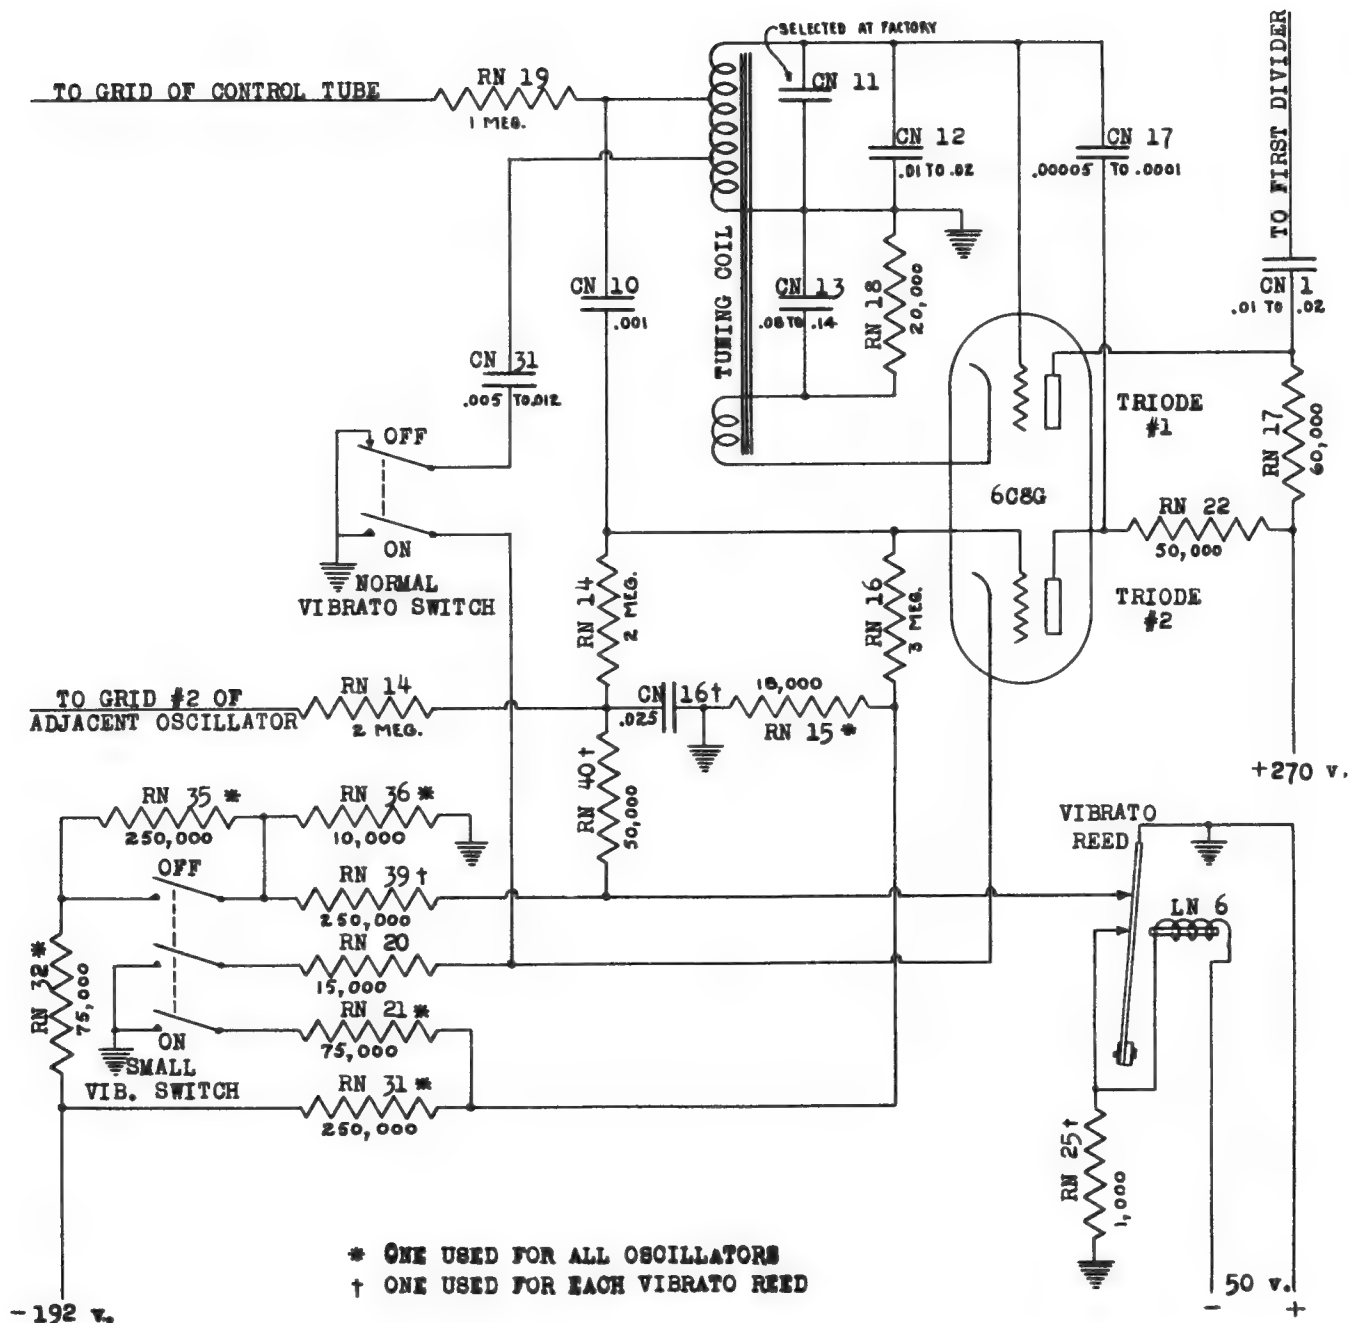 SELECTED AT FACTORY
TO GRID OF CONTROL TUBE
RN 19
1 MEG.
CN 11
CN 12
.01 TO .02
CN 17
.00005 TO .0001
TO FIRST DIVIDER
CN 1
.01 TO .02
TUNING COIL
CN 10
.001
CN 13
.08 TO .14
RN 18
20,000
CN 31
.005 TO .012
OFF
ON
NORMAL
VIBRATO SWITCH
TRIODE
#1
RN 17
60,000
6C8G
RN 22
50,000
TRIODE
#2
RN 14
2 MEG.
RN 16
3 MEG.
TO GRID #2 OF
ADJACENT OSCILLATOR
RN 14
2 MEG.
CN 16†
.025
18,000
RN 15 *
+270 v.
RN 35 *
250,000
RN 36 *
10,000
RN 40†
50,000
VIBRATO
REED
OFF
RN 39†
250,000
LN 6
RN 20
15,000
RN 32*
75,000
RN 21*
75,000
ON
SMALL
VIB. SWITCH
RN 31 *
250,000
RN 25†
1,000
* ONE USED FOR ALL OSCILLATORS
† ONE USED FOR EACH VIBRATO REED
-192 v.
50 v.
- +